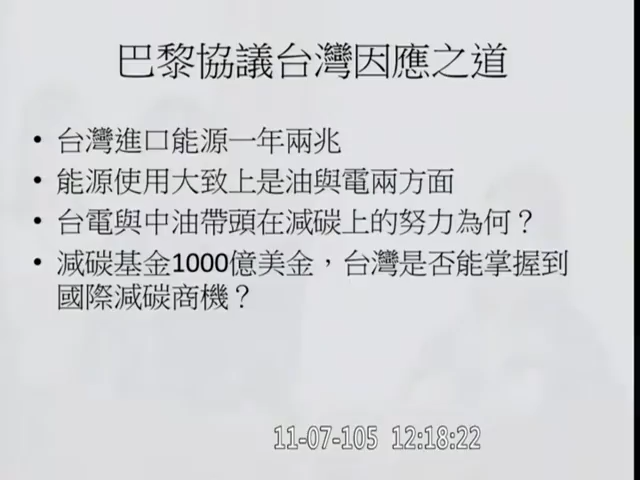 巴黎協議台灣因應之道
• 台灣進口能源一年兩兆
• 能源使用大致上是油與電兩方面
• 台電與中油帶頭在減碳上的努力為何？
• 減碳基金1000億美金，台灣是否能掌握到
國際減碳商機？
11-07-105 12:18:22